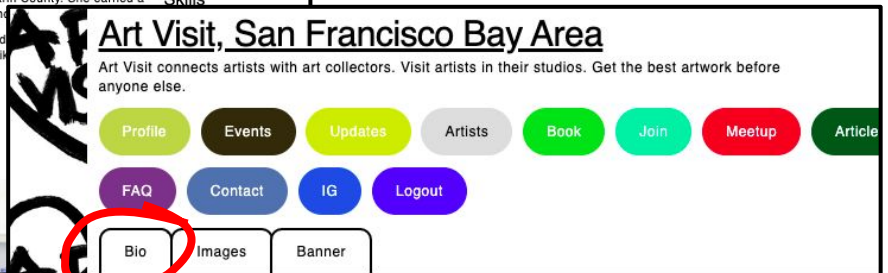 Skills
Art Visit, San Francisco Bay Area
Art Visit connects artists with art collectors. Visit artists in their studios. Get the best artwork before
anyone else.
Profile Events Updates Artists Book Join Meetup Article
FAQ Contact IG Logout
Bio Images Banner